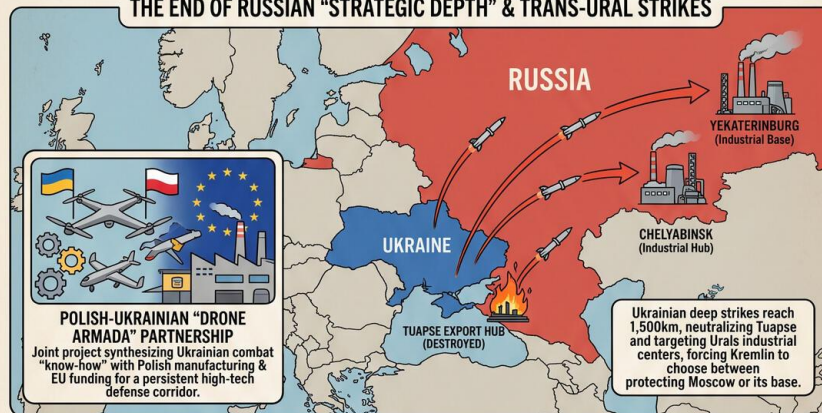 THE END OF RUSSIAN "STRATEGIC DEPTH" & TRANS-URAL STRIKES
RUSSIA
YEKATERINBURG
(Industrial Base)
CHELYABINSK
(Industrial Hub)
UKRAINE
TUAPSE EXPORT HUB
(DESTROYED)
POLISH-UKRAINIAN "DRONE
ARMADA" PARTNERSHIP
Joint project synthesizing Ukrainian combat
"know-how" with Polish manufacturing &
EU funding for a persistent high-tech
defense corridor.
Ukrainian deep strikes reach
1,500km, neutralizing Tuapse
and targeting Urals industrial
centers, forcing Kremlin to
choose between
protecting Moscow or its base.